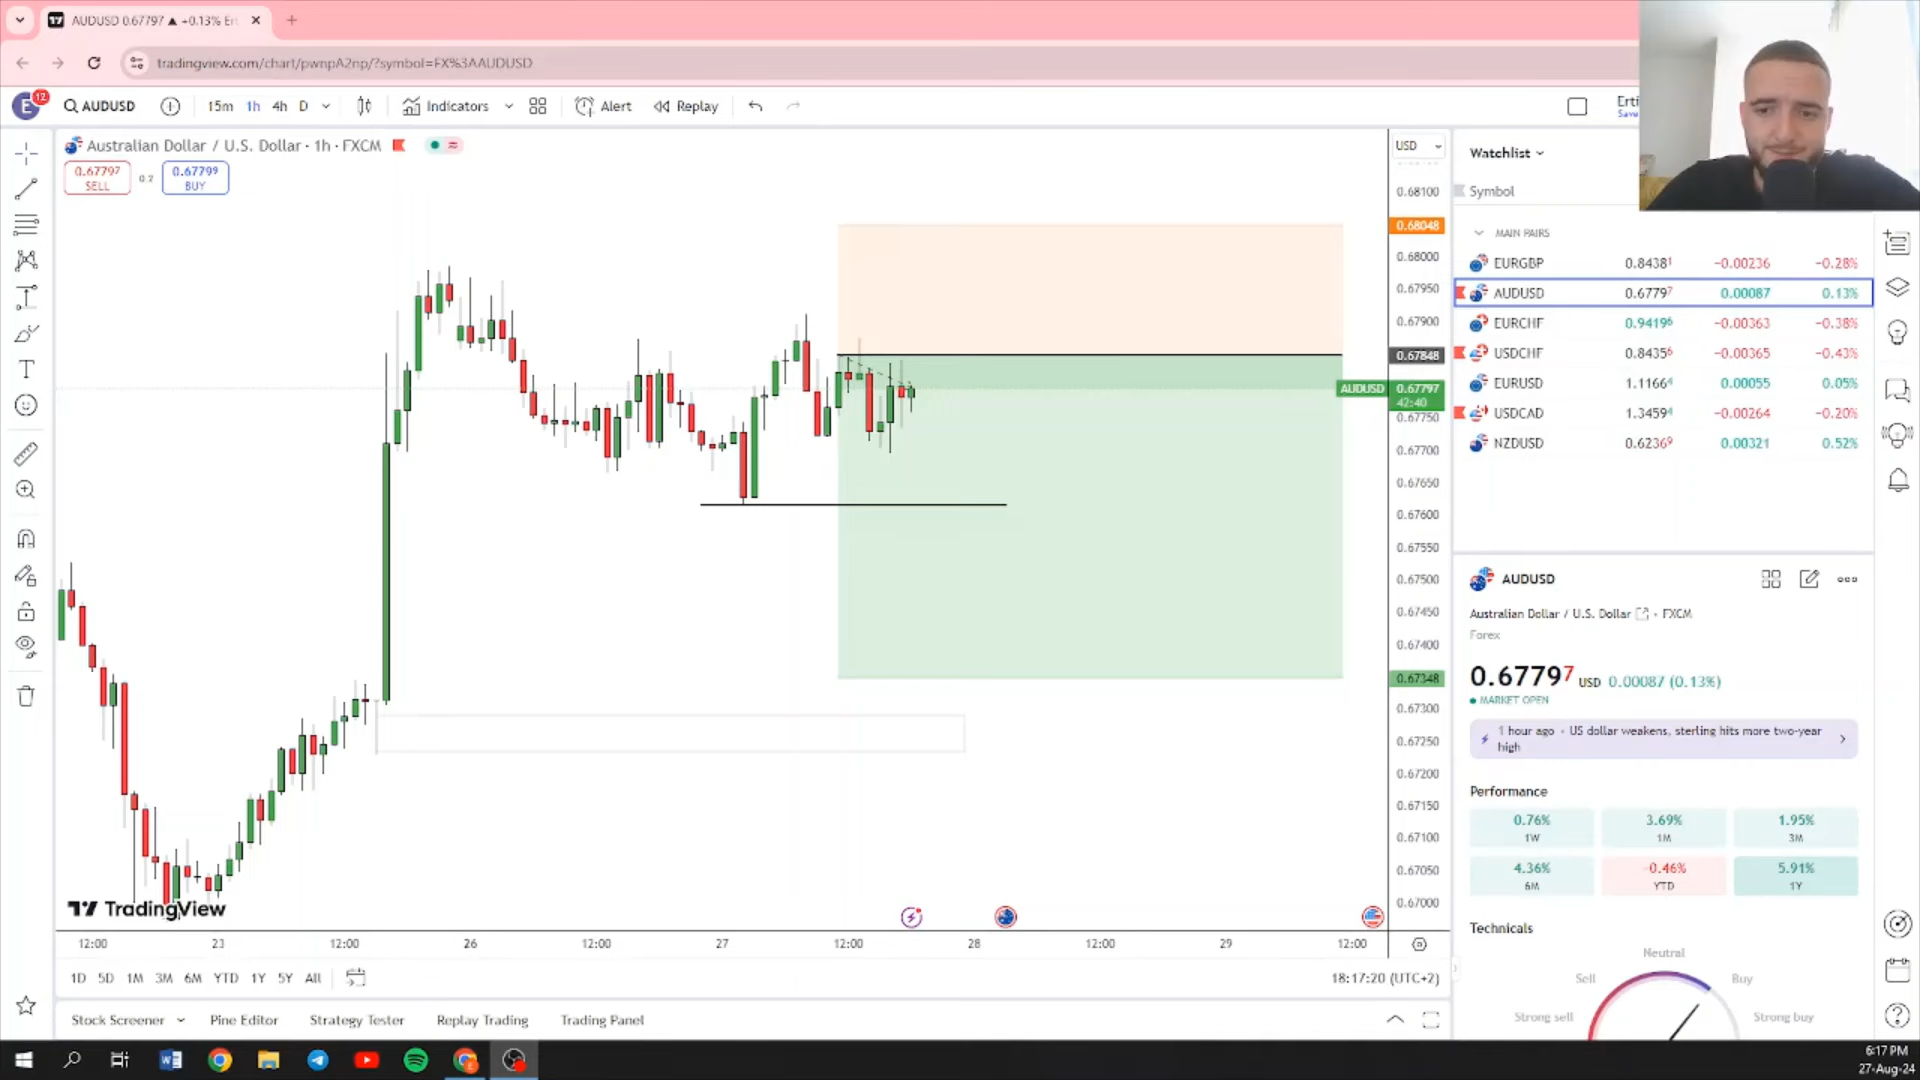 AUDUSD 0.67797 ▲ +0.13% Er
tradingview.com/chart/pwnpA2np/?symbol=FX%3AAUDUSD
E 12 AUDUSD 15m 1h 4h D Indicators Alert Replay
Erti
Save
Australian Dollar / U.S. Dollar · 1h · FXCM
0.67797 SELL 0.2 0.67799 BUY
USD
0.68100
0.68048
0.68000
0.67950
0.67900
0.67848
AUDUSD 0.67797
42:40
0.67750
0.67700
0.67650
0.67600
0.67550
0.67500
0.67450
0.67400
0.67348
0.67300
0.67250
0.67200
0.67150
0.67100
0.67050
0.67000
TradingView
12:00 23 12:00 26 12:00 27 12:00 28 12:00 29 12:00
1D 5D 1M 3M 6M YTD 1Y 5Y All
18:17:20 (UTC+2)
Stock Screener Pine Editor Strategy Tester Replay Trading Trading Panel
Watchlist
Symbol
MAIN PAIRS
EURGBP 0.84381 −0.00236 −0.28%
AUDUSD 0.67797 0.00087 0.13%
EURCHF 0.94196 −0.00363 −0.38%
USDCHF 0.84356 −0.00365 −0.43%
EURUSD 1.11664 0.00055 0.05%
USDCAD 1.34594 −0.00264 −0.20%
NZDUSD 0.62369 0.00321 0.52%
AUDUSD
Australian Dollar / U.S. Dollar · FXCM
Forex
0.67797 USD 0.00087 (0.13%)
MARKET OPEN
1 hour ago · US dollar weakens, sterling hits more two-year
high
Performance
0.76% 3.69% 1.95%
1W 1M 3M
4.36% −0.46% 5.91%
6M YTD 1Y
Technicals
Neutral
Sell Buy
Strong sell Strong buy
6:17 PM
27-Aug-24